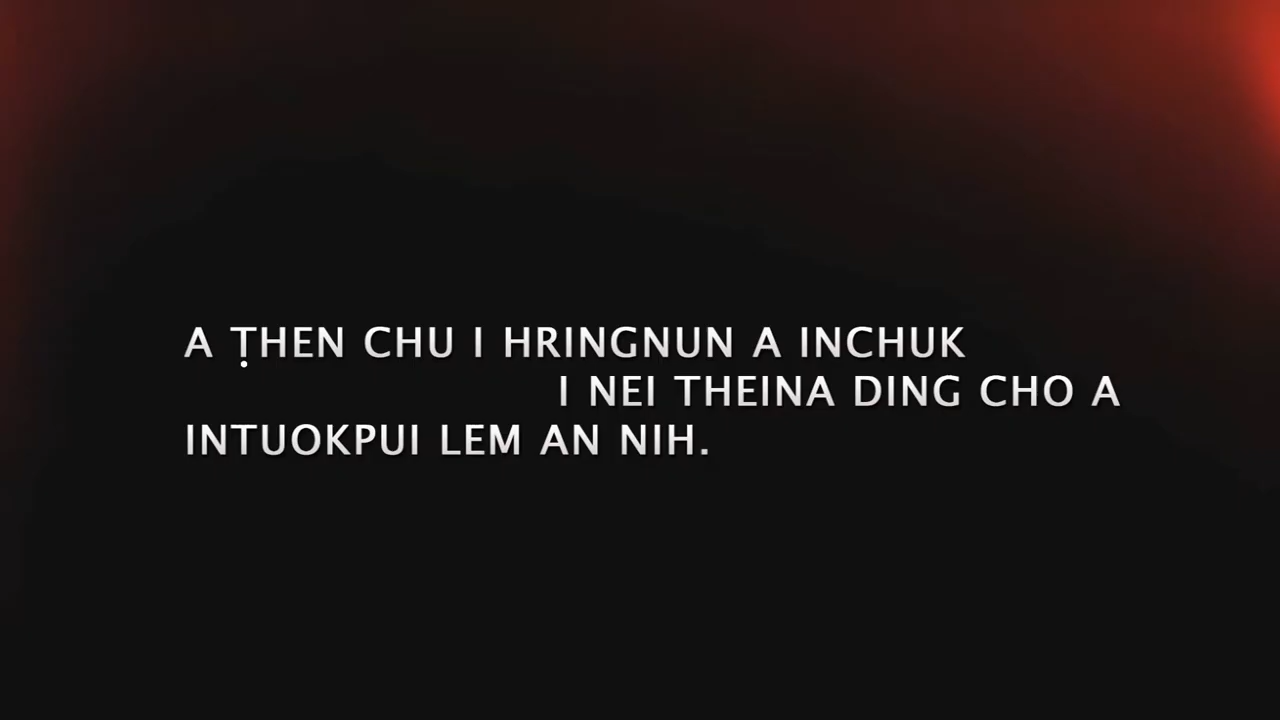 A ṬHEN CHU I HRINGNUN A INCHUK
I NEI THEINA DING CHO A
INTUOKPUI LEM AN NIH.